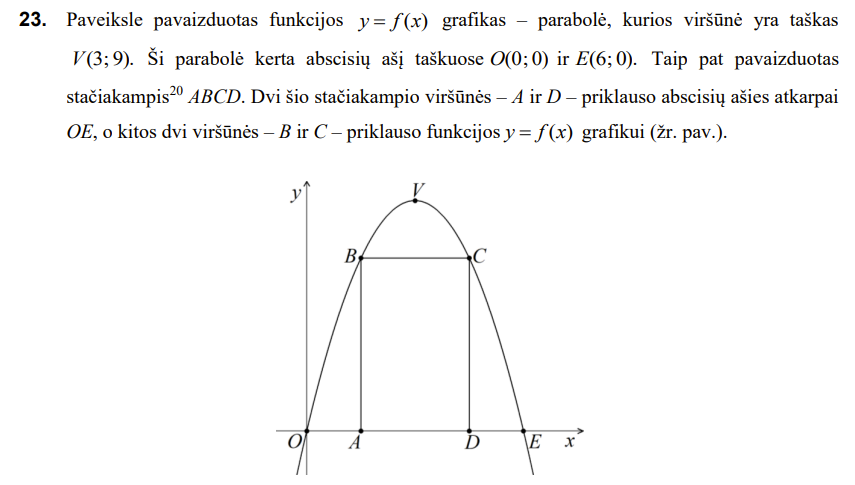 23. Paveiksle pavaizduotas funkcijos y = f(x) grafikas – parabolė, kurios viršūnė yra taškas
V(3; 9). Ši parabolė kerta abscisių ašį taškuose O(0; 0) ir E(6; 0). Taip pat pavaizduotas
stačiakampis²⁰ ABCD. Dvi šio stačiakampio viršūnės – A ir D – priklauso abscisių ašies atkarpai
OE, o kitos dvi viršūnės – B ir C – priklauso funkcijos y = f(x) grafikui (žr. pav.).
y V
B C
O A D E x